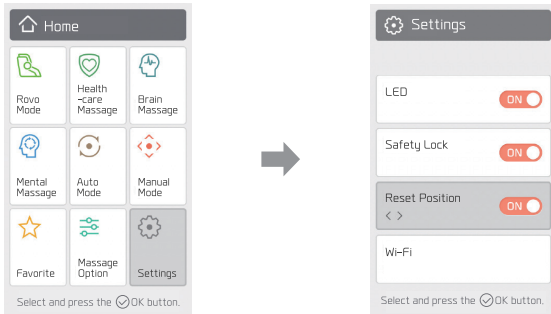 Home
Rovo
Mode
Health
-care
Massage
Brain
Massage
Mental
Massage
Auto
Mode
Manual
Mode
Favorite
Massage
Option
Settings
Select and press the OK button.
Settings
LED
ON
Safety Lock
ON
Reset Position
ON
< >
Wi-Fi
Select and press the OK button.